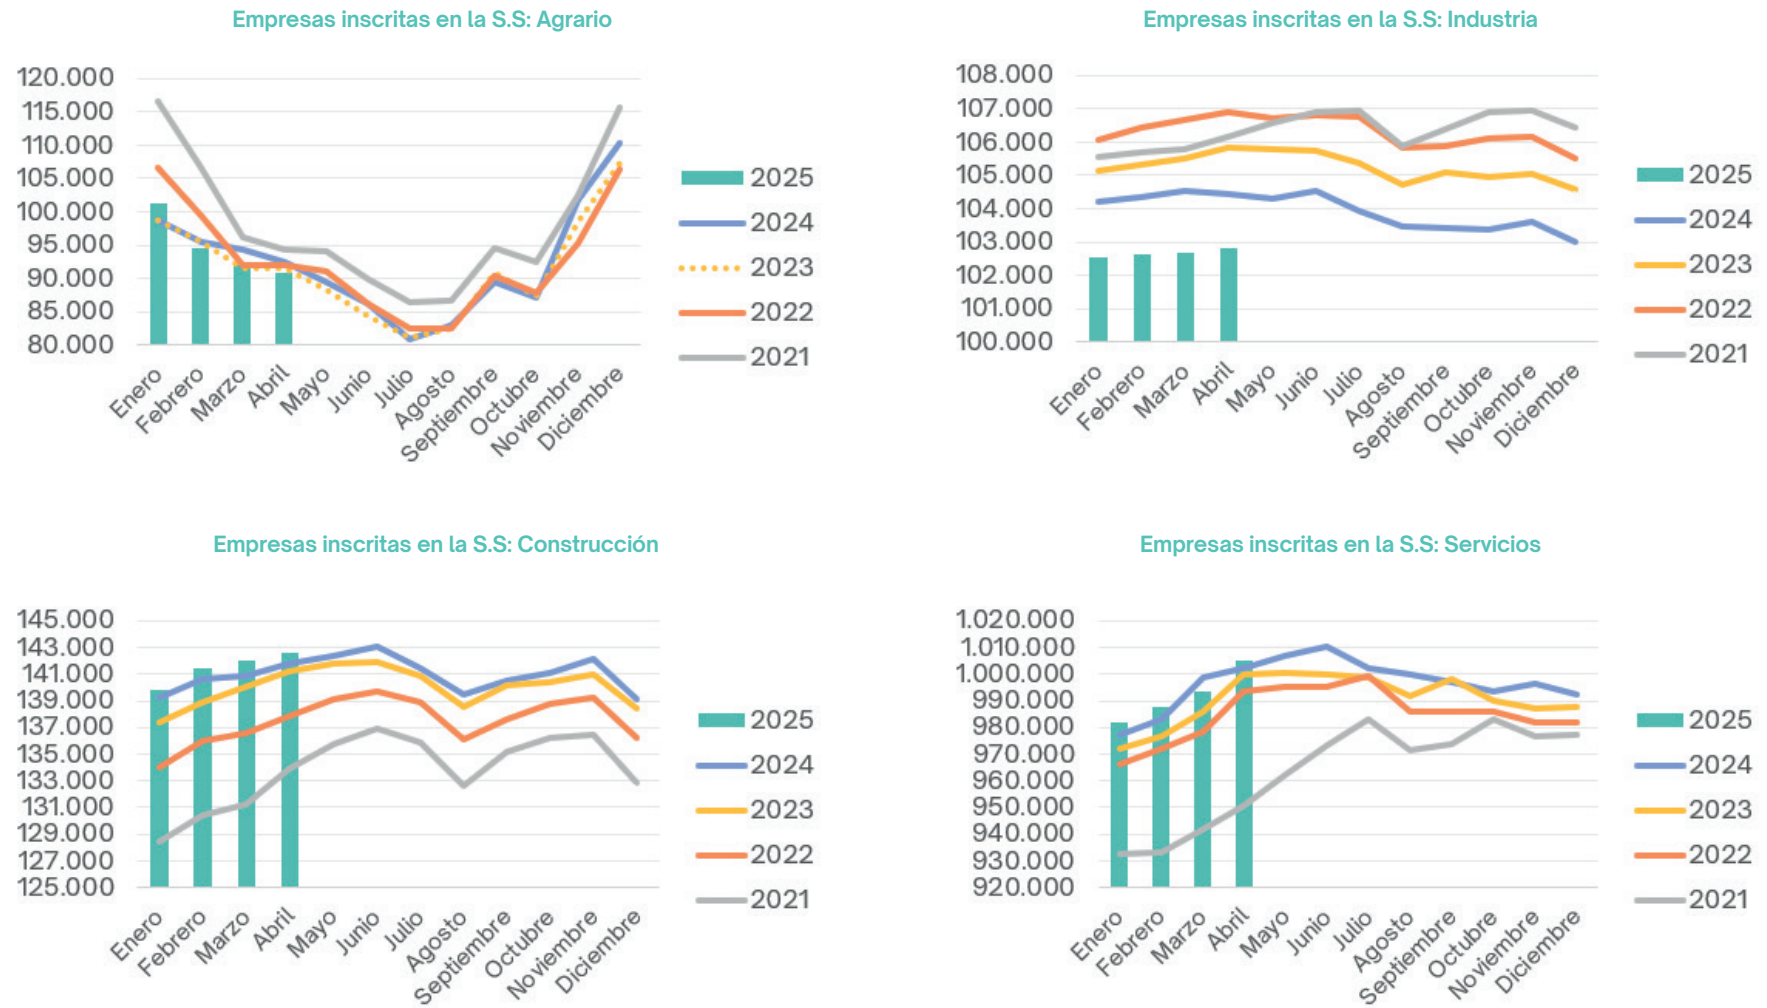 Empresas inscritas en la S.S: Agrario
120.000
115.000
110.000
105.000
100.000
95.000
90.000
85.000
80.000
Enero
Febrero
Marzo
Abril
Mayo
Junio
Julio
Agosto
Septiembre
Octubre
Noviembre
Diciembre
2025
2024
2023
2022
2021
Empresas inscritas en la S.S: Industria
108.000
107.000
106.000
105.000
104.000
103.000
102.000
101.000
100.000
Enero
Febrero
Marzo
Abril
Mayo
Junio
Julio
Agosto
Septiembre
Octubre
Noviembre
Diciembre
2025
2024
2023
2022
2021
Empresas inscritas en la S.S: Construcción
145.000
143.000
141.000
139.000
137.000
135.000
133.000
131.000
129.000
127.000
125.000
Enero
Febrero
Marzo
Abril
Mayo
Junio
Julio
Agosto
Septiembre
Octubre
Noviembre
Diciembre
2025
2024
2023
2022
2021
Empresas inscritas en la S.S: Servicios
1.020.000
1.010.000
1.000.000
990.000
980.000
970.000
960.000
950.000
940.000
930.000
920.000
Enero
Febrero
Marzo
Abril
Mayo
Junio
Julio
Agosto
Septiembre
Octubre
Noviembre
Diciembre
2025
2024
2023
2022
2021